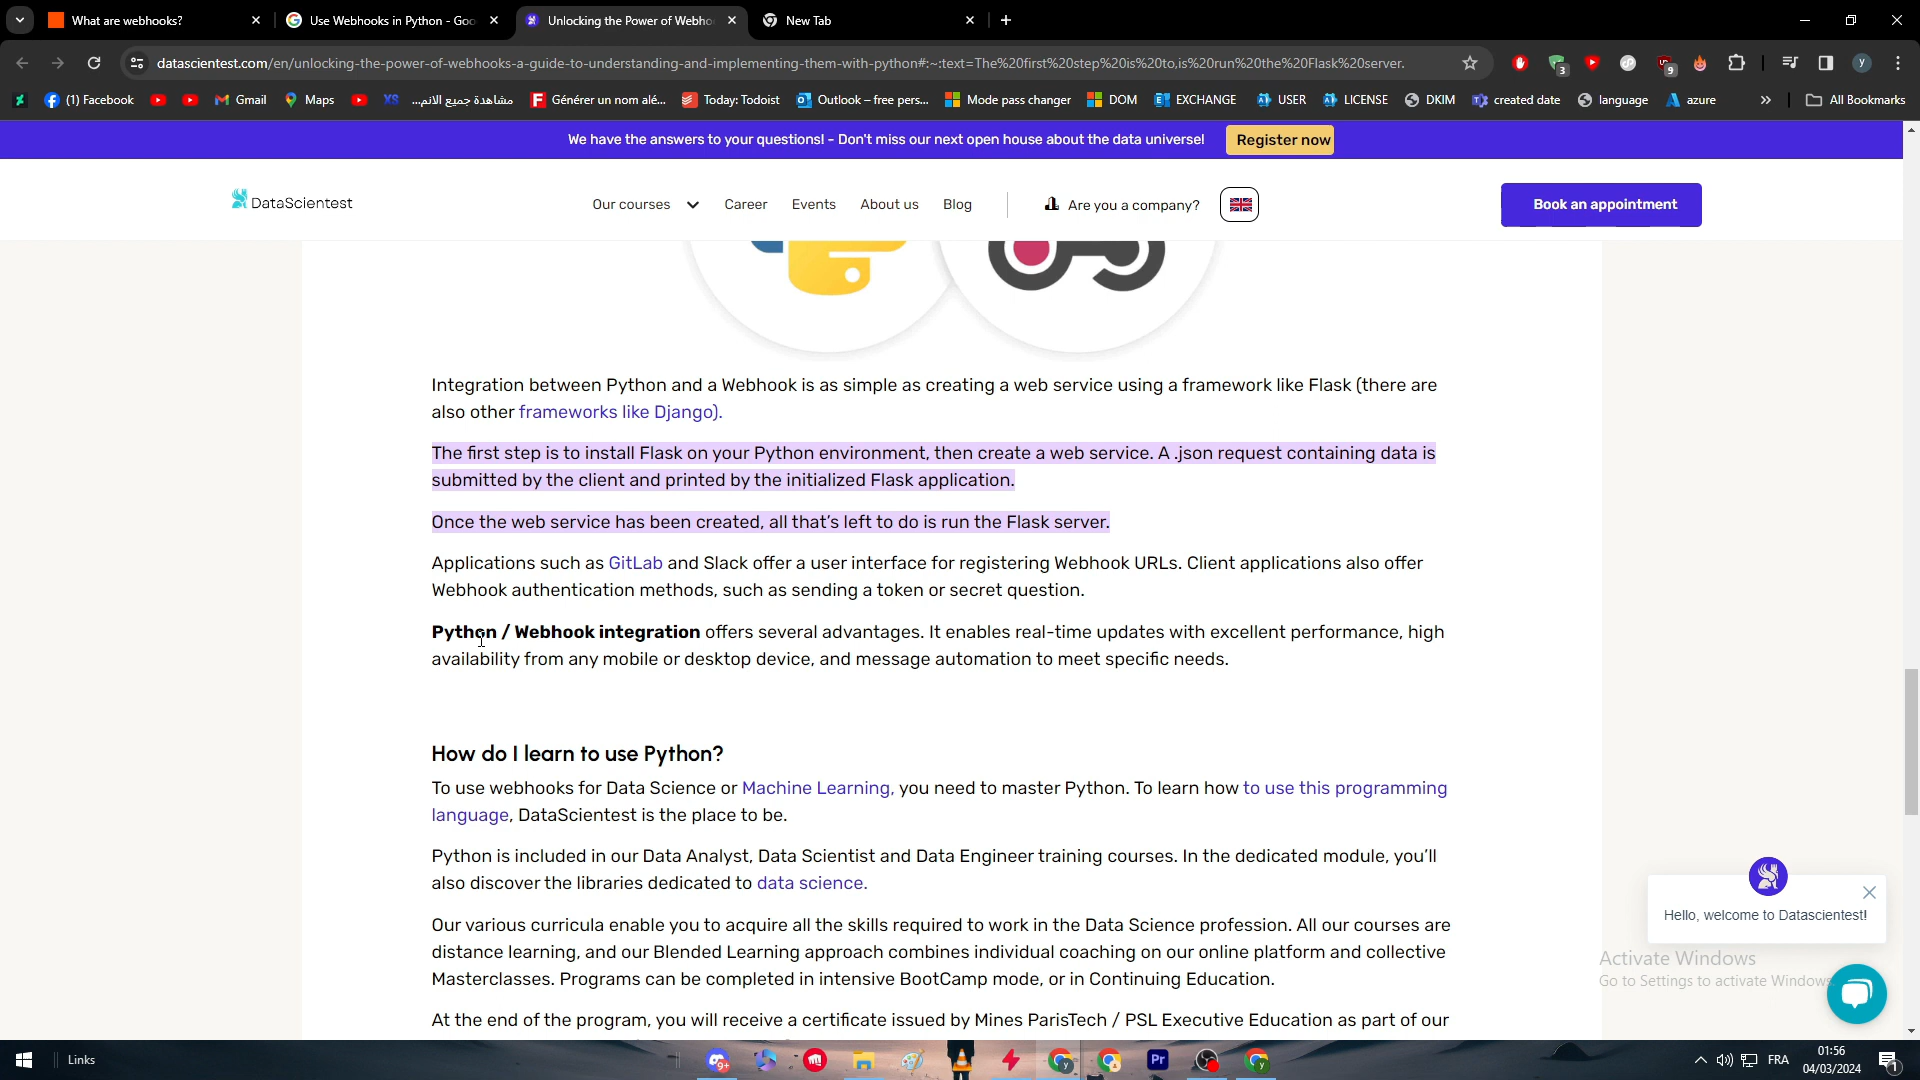 What are webhooks?
Use Webhooks in Python - Goo
Unlocking the Power of Webho
New Tab
datascientest.com/en/unlocking-the-power-of-webhooks-a-guide-to-understanding-and-implementing-them-with-python#:~:text=The%20first%20step%20is%20to,is%20run%20the%20Flask%20server.
3
9
(1) Facebook
Gmail
Maps
XS
مشاهدة جميع الانم...
Générer un nom alé...
Today: Todoist
Outlook – free pers...
Mode pass changer
DOM
EXCHANGE
USER
LICENSE
DKIM
created date
language
azure
All Bookmarks
We have the answers to your questions! - Don't miss our next open house about the data universe!
Register now
DataScientest
Our courses
Career
Events
About us
Blog
Are you a company?
Book an appointment
Integration between Python and a Webhook is as simple as creating a web service using a framework like Flask (there are
also other frameworks like Django).
The first step is to install Flask on your Python environment, then create a web service. A .json request containing data is
submitted by the client and printed by the initialized Flask application.
Once the web service has been created, all that's left to do is run the Flask server.
Applications such as GitLab and Slack offer a user interface for registering Webhook URLs. Client applications also offer
Webhook authentication methods, such as sending a token or secret question.
Python / Webhook integration offers several advantages. It enables real-time updates with excellent performance, high
availability from any mobile or desktop device, and message automation to meet specific needs.
How do I learn to use Python?
To use webhooks for Data Science or Machine Learning, you need to master Python. To learn how to use this programming
language, DataScientest is the place to be.
Python is included in our Data Analyst, Data Scientist and Data Engineer training courses. In the dedicated module, you'll
also discover the libraries dedicated to data science.
Our various curricula enable you to acquire all the skills required to work in the Data Science profession. All our courses are
distance learning, and our Blended Learning approach combines individual coaching on our online platform and collective
Masterclasses. Programs can be completed in intensive BootCamp mode, or in Continuing Education.
At the end of the program, you will receive a certificate issued by Mines ParisTech / PSL Executive Education as part of our
Hello, welcome to Datascientest!
Activate Windows
Go to Settings to activate Windows.
Links
9+
Pr
FRA
01:56
04/03/2024
1